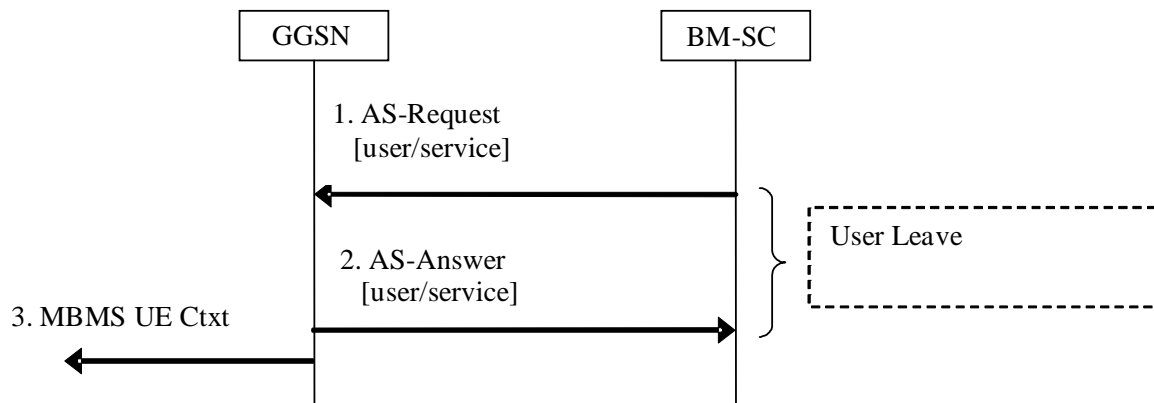 GGSN
BM-SC
1. AS-Request
[user/service]
User Leave
2. AS-Answer
[user/service]
3. MBMS UE Ctxt